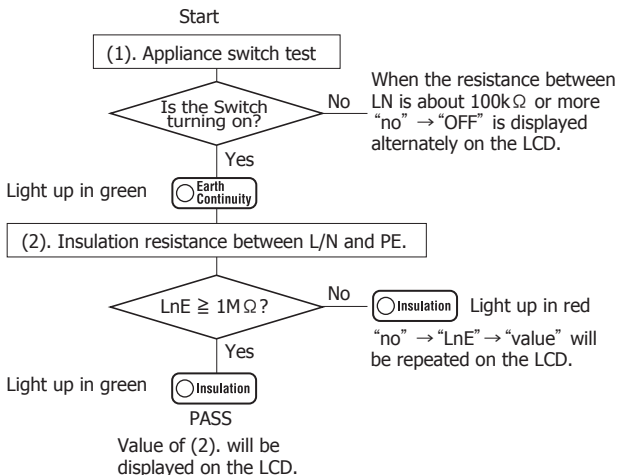 Start
(1). Appliance switch test
Is the Switch
turning on?
No
When the resistance between
LN is about 100kΩ or more
“no” → “OFF” is displayed
alternately on the LCD.
Yes
Light up in green
Earth
Continuity
(2). Insulation resistance between L/N and PE.
LnE ≧ 1MΩ?
No
Insulation
Light up in red
“no” → “LnE” → “value” will
be repeated on the LCD.
Yes
Light up in green
Insulation
PASS
Value of (2). will be
displayed on the LCD.